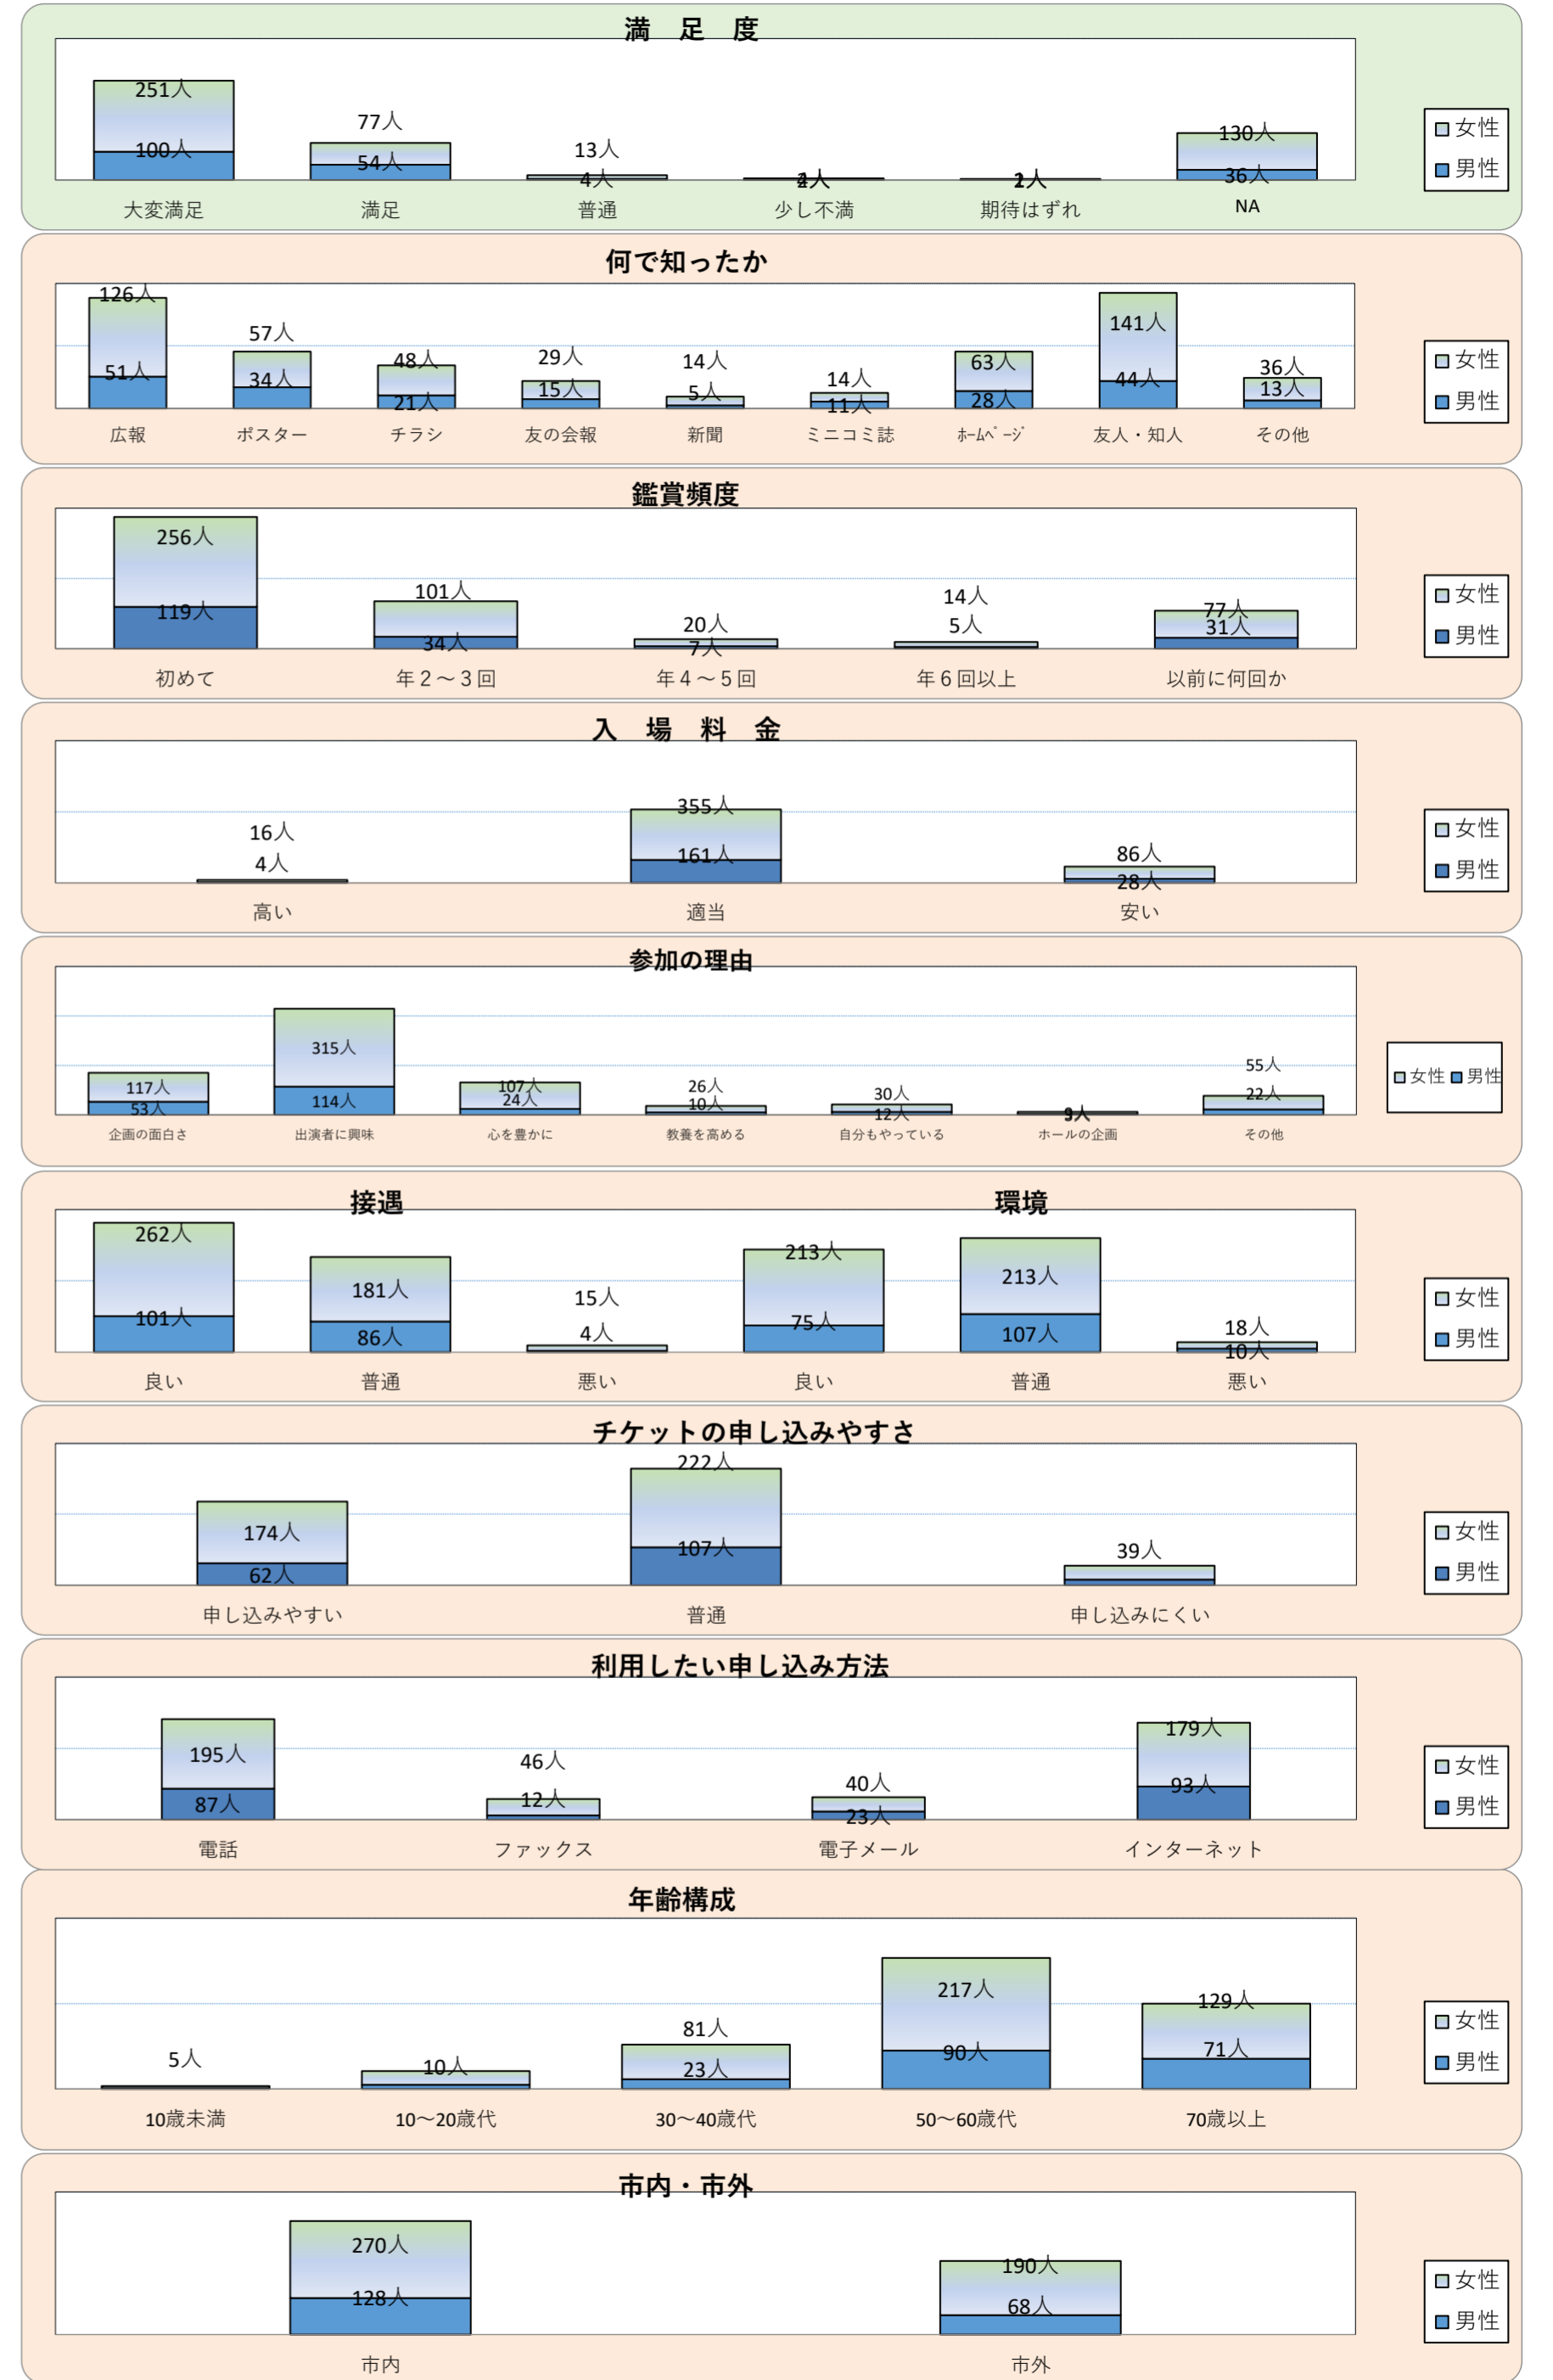 満　足　度
251人
77人
13人
130人
100人
54人
4人
36人
大変満足
満足
普通
少し不満
期待はずれ
NA
女性
男性
何で知ったか
126人
57人
48人
29人
14人
14人
63人
141人
36人
51人
34人
21人
15人
5人
11人
28人
44人
13人
広報
ポスター
チラシ
友の会報
新聞
ミニコミ誌
ﾎｰﾑﾍﾟｰｼﾞ
友人・知人
その他
女性
男性
鑑賞頻度
256人
101人
20人
14人
77人
119人
34人
7人
5人
31人
初めて
年２～３回
年４～５回
年６回以上
以前に何回か
女性
男性
入　場　料　金
16人
355人
86人
4人
161人
28人
高い
適当
安い
女性
男性
参加の理由
117人
315人
107人
26人
30人
55人
53人
114人
24人
10人
12人
22人
企画の面白さ
出演者に興味
心を豊かに
教養を高める
自分もやっている
ホールの企画
その他
女性 男性
接遇
環境
262人
181人
15人
213人
213人
18人
101人
86人
4人
75人
107人
10人
良い
普通
悪い
良い
普通
悪い
女性
男性
チケットの申し込みやすさ
174人
222人
39人
62人
107人
申し込みやすい
普通
申し込みにくい
女性
男性
利用したい申し込み方法
195人
46人
40人
179人
87人
12人
23人
93人
電話
ファックス
電子メール
インターネット
女性
男性
年齢構成
5人
10人
81人
217人
129人
23人
90人
71人
10歳未満
10～20歳代
30～40歳代
50～60歳代
70歳以上
女性
男性
市内・市外
270人
190人
128人
68人
市内
市外
女性
男性